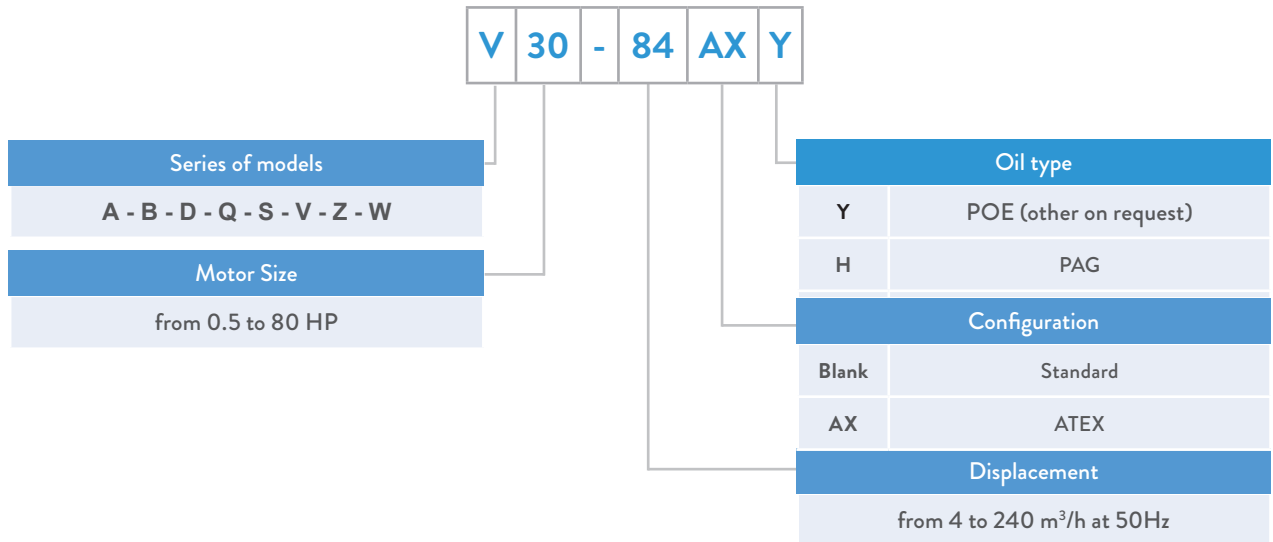 V 30 - 84 AX Y
Series of models
A - B - D - Q - S - V - Z - W
Motor Size
from 0.5 to 80 HP
Oil type
Y POE (other on request)
H PAG
Configuration
Blank Standard
AX ATEX
Displacement
from 4 to 240 m³/h at 50Hz